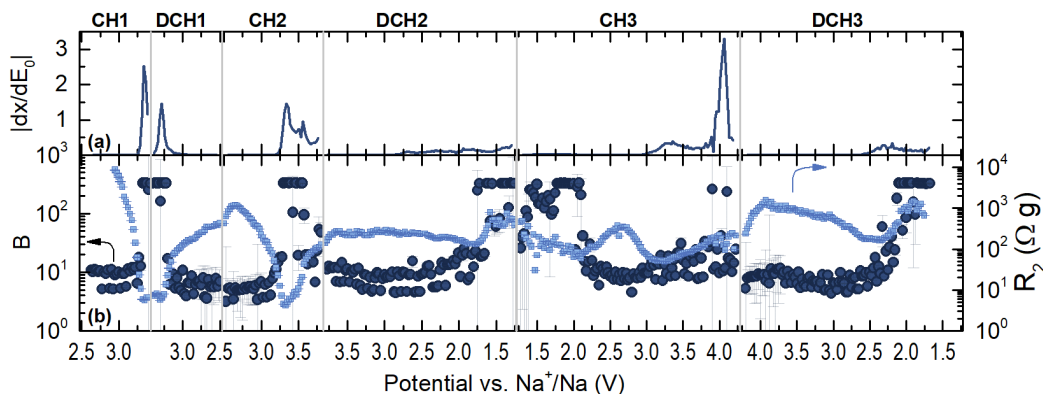 CH1 DCH1 CH2 DCH2 CH3 DCH3
|dx/dE₀|
3
2
1
(a)
10³
10²
10¹
10⁰
B
(b)
10⁴
10³
10²
10¹
10⁰
R₂ (Ω g)
2.5 3.0 3.0 3.0 3.5 3.5 3.0 2.5 2.0 1.5 1.5 2.0 2.5 3.0 3.5 4.0 4.0 3.5 3.0 2.5 2.0 1.5
Potential vs. Na⁺/Na (V)